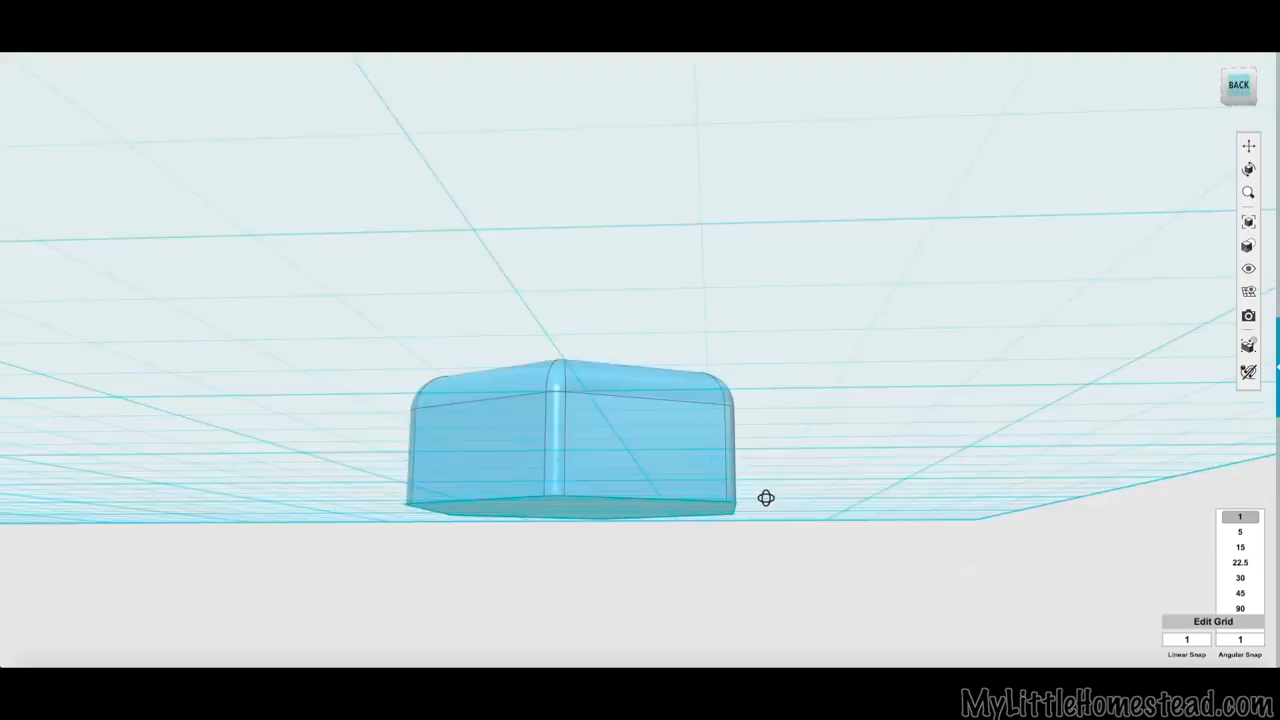 BACK
1
5
15
22.5
30
45
90
Edit Grid
1 1
Linear Snap Angular Snap
MyLittleHomestead.com